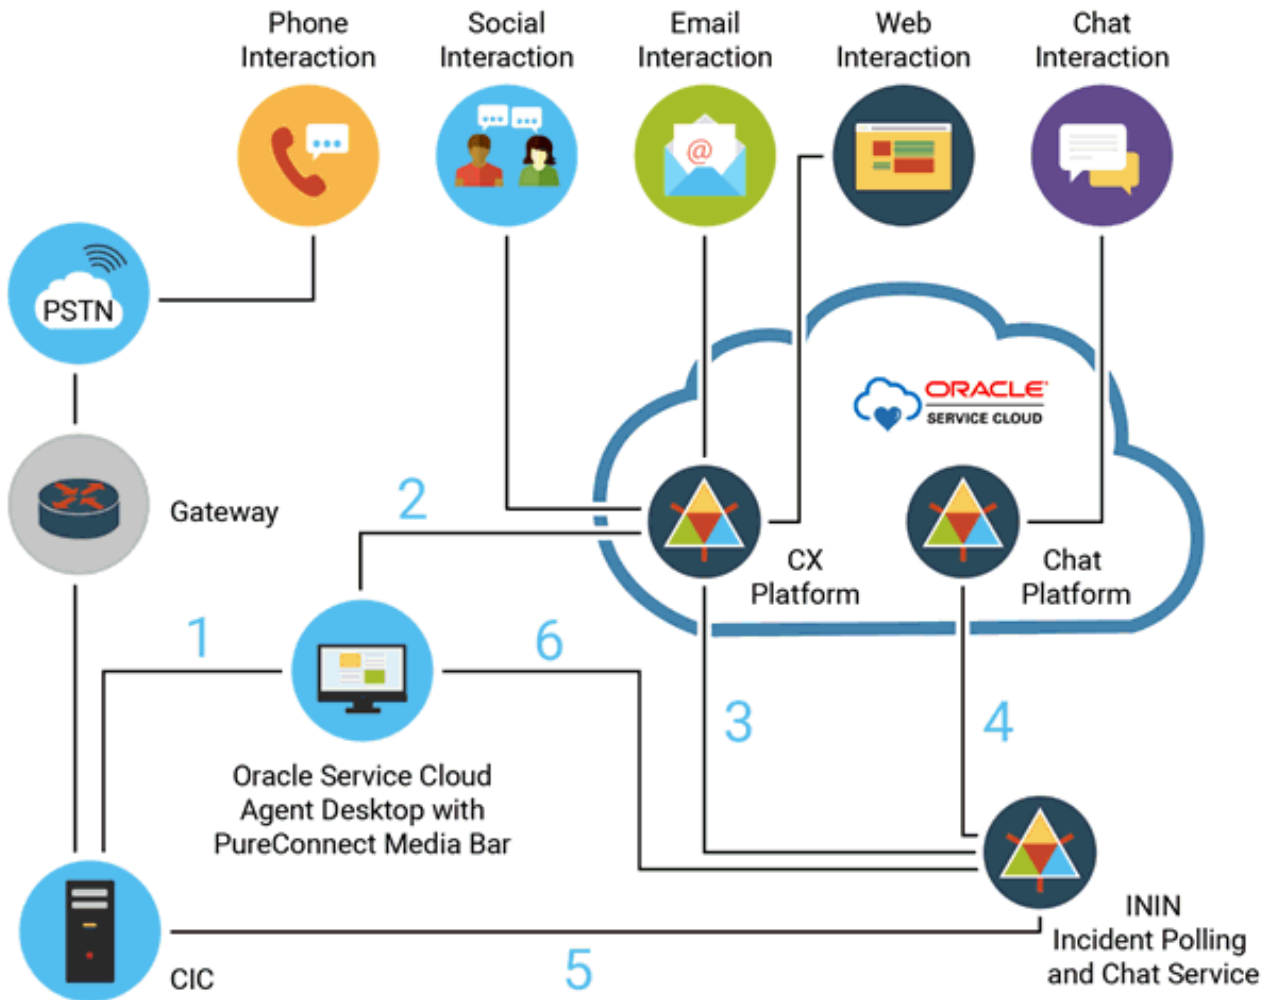 Phone
Interaction
Social
Interaction
Email
Interaction
Web
Interaction
Chat
Interaction
@
PSTN
ORACLE
SERVICE CLOUD
Gateway
2
CX
Platform
Chat
Platform
1
6
3
4
Oracle Service Cloud
Agent Desktop with
PureConnect Media Bar
ININ
Incident Polling
and Chat Service
CIC
5